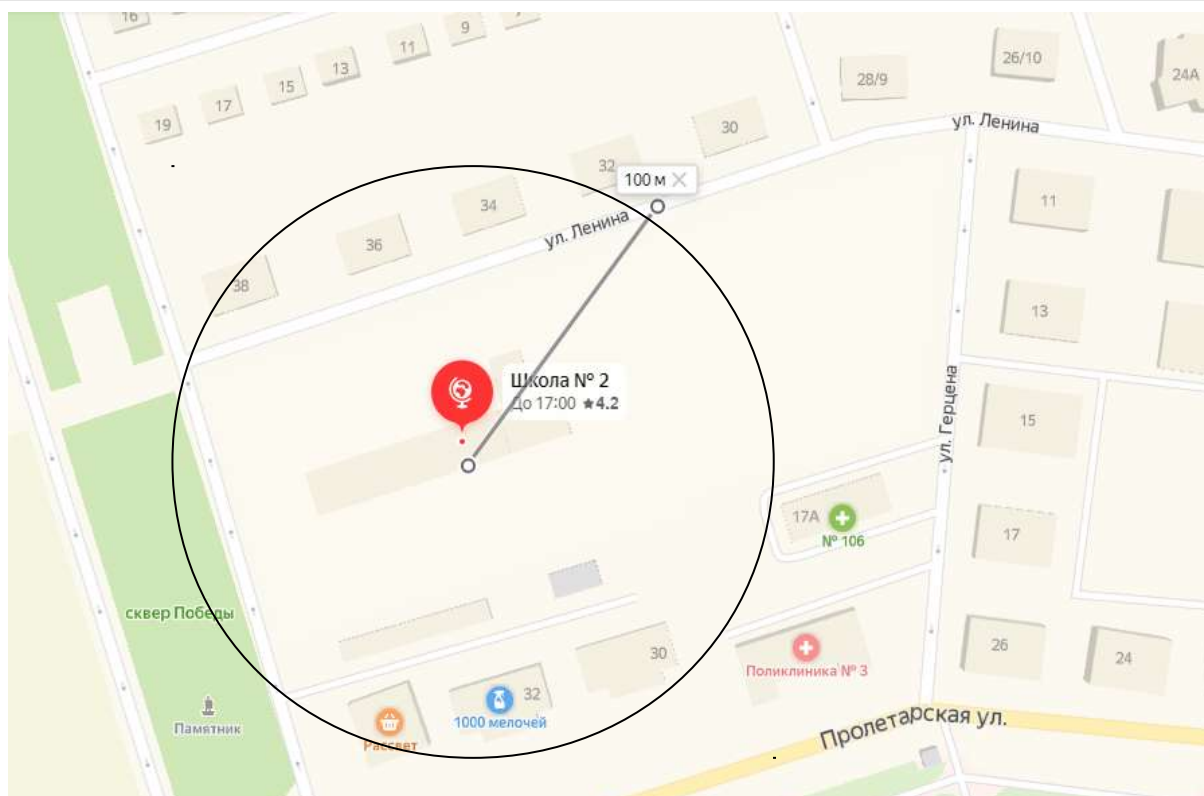 16
9
11
13
15
17
19
28/9
26/10
24А
ул. Ленина
30
32
100 м
34
36
38
ул. Ленина
11
13
Школа № 2
До 17:00 ★4.2
ул. Герцена
15
17А
№ 106
17
сквер Победы
26
24
30
Поликлиника № 3
32
1000 мелочей
Памятник
Рассвет
Пролетарская ул.